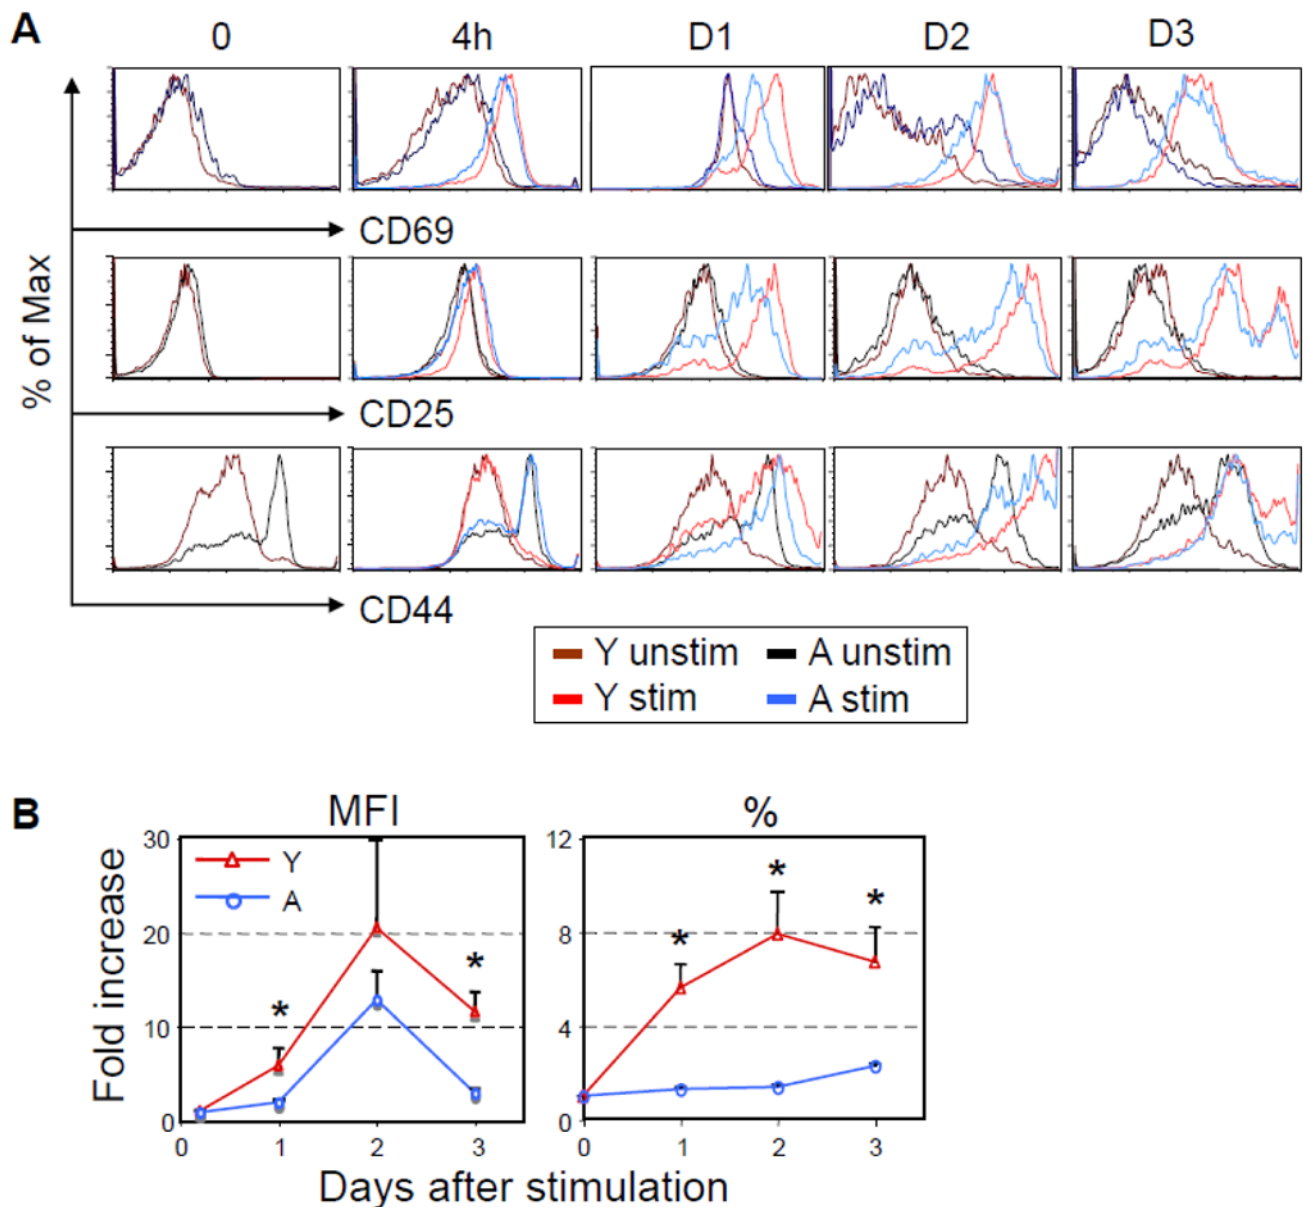 A
0 4h D1 D2 D3
% of Max
CD69
CD25
CD44
Y unstim A unstim
Y stim A stim
B
MFI %
Fold increase
30 12
Y
A
* * *
20 8
* *
10 4
0 0
0 1 2 3 0 1 2 3
Days after stimulation